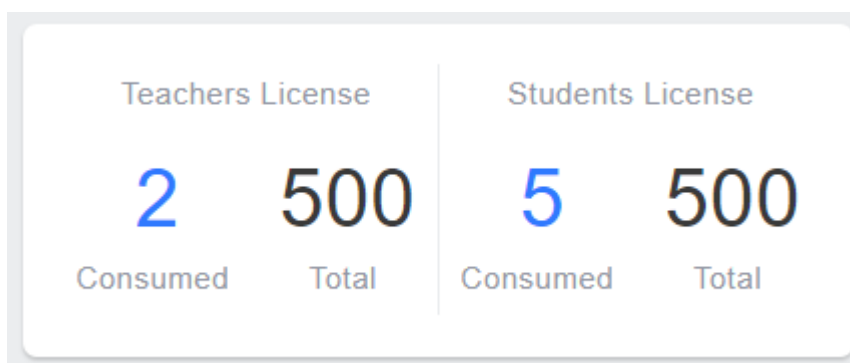 Teachers License
2 500
Consumed Total
Students License
5 500
Consumed Total